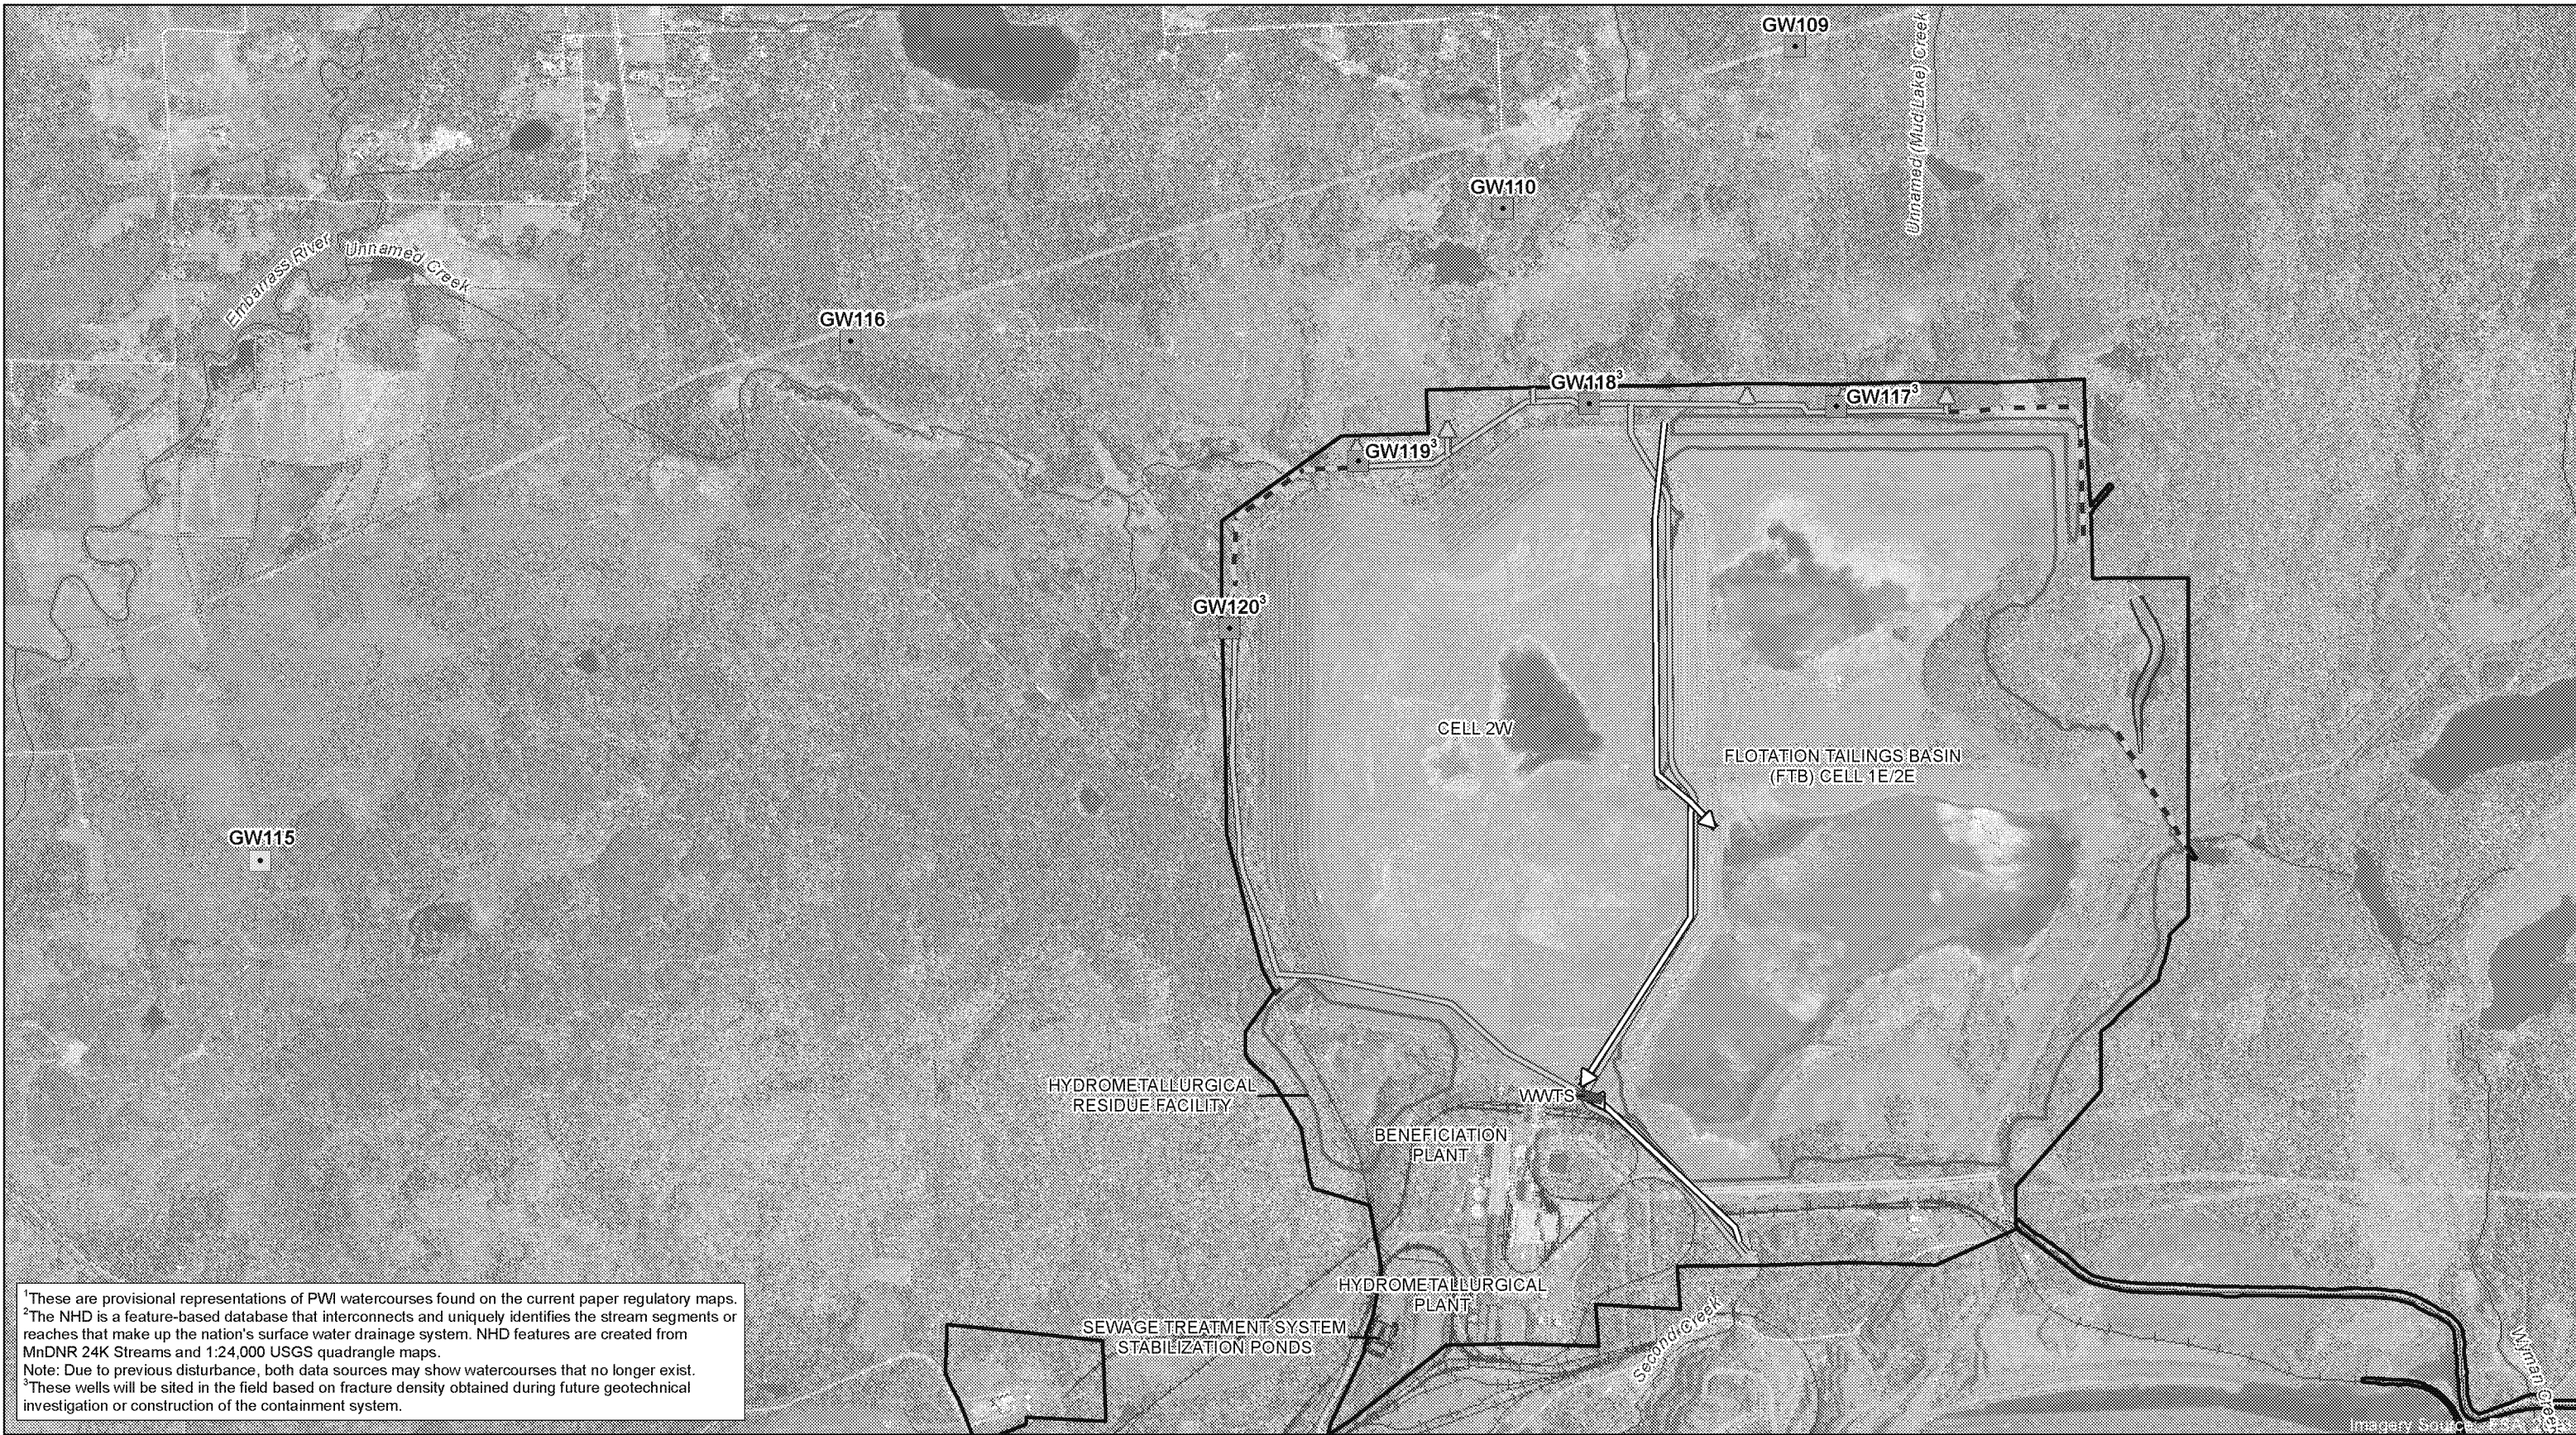 GW109
Unnamed (Mud Lake) Creek
GW110
Embarrass River
Unnamed Creek
GW116
GW118³
GW117³
GW119³
GW120³
CELL 2W
FLOTATION TAILINGS BASIN
(FTB) CELL 1E/2E
GW115
HYDROMETALLURGICAL
RESIDUE FACILITY
WWTS
BENEFICIATION
PLANT
HYDROMETALLURGICAL
PLANT
SEWAGE TREATMENT SYSTEM
STABILIZATION PONDS
Second Creek
Wyman Creek
¹These are provisional representations of PWI watercourses found on the current paper regulatory maps.
²The NHD is a feature-based database that interconnects and uniquely identifies the stream segments or
reaches that make up the nation's surface water drainage system. NHD features are created from
MnDNR 24K Streams and 1:24,000 USGS quadrangle maps.
Note: Due to previous disturbance, both data sources may show watercourses that no longer exist.
³These wells will be sited in the field based on fracture density obtained during future geotechnical
investigation or construction of the containment system.
Imagery Source: FSA,